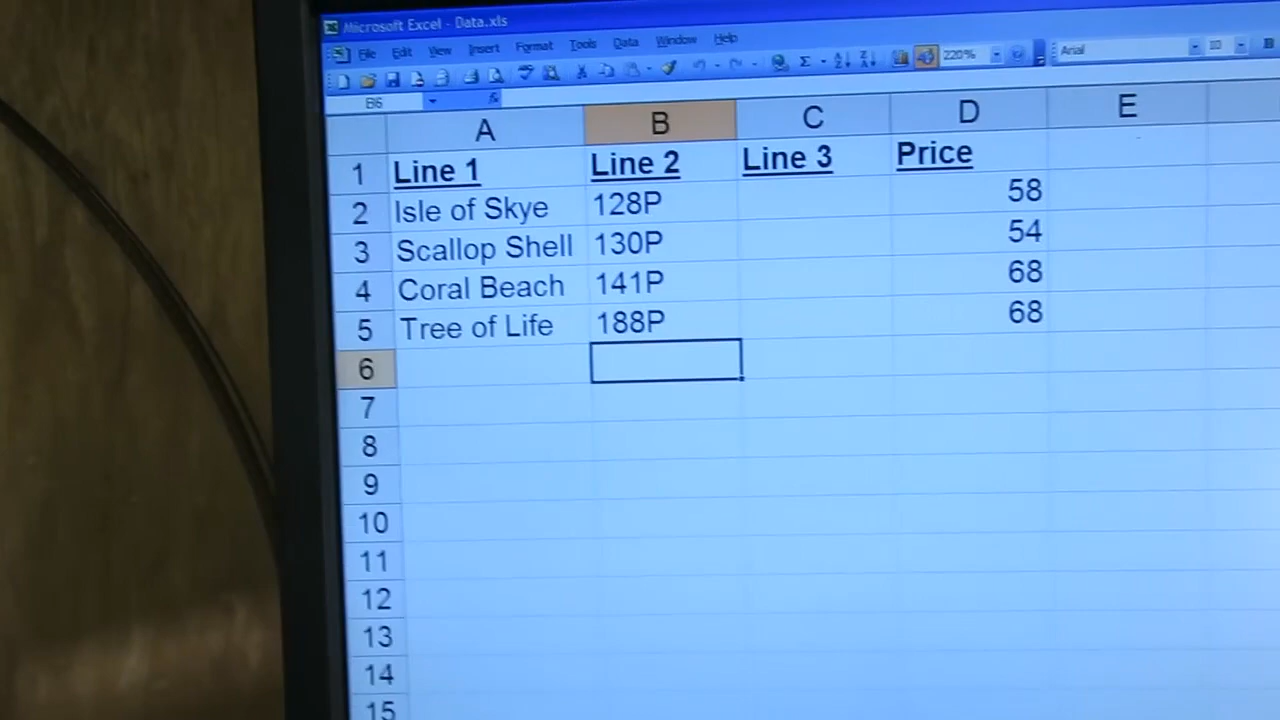 Microsoft Excel - Data.xls
File Edit View Insert Format Tools Data Window Help
220% Arial 10 B
B6 fx
A B C D E
1 Line 1 Line 2 Line 3 Price
2 Isle of Skye 128P 58
3 Scallop Shell 130P 54
4 Coral Beach 141P 68
5 Tree of Life 188P 68
6
7
8
9
10
11
12
13
14
15